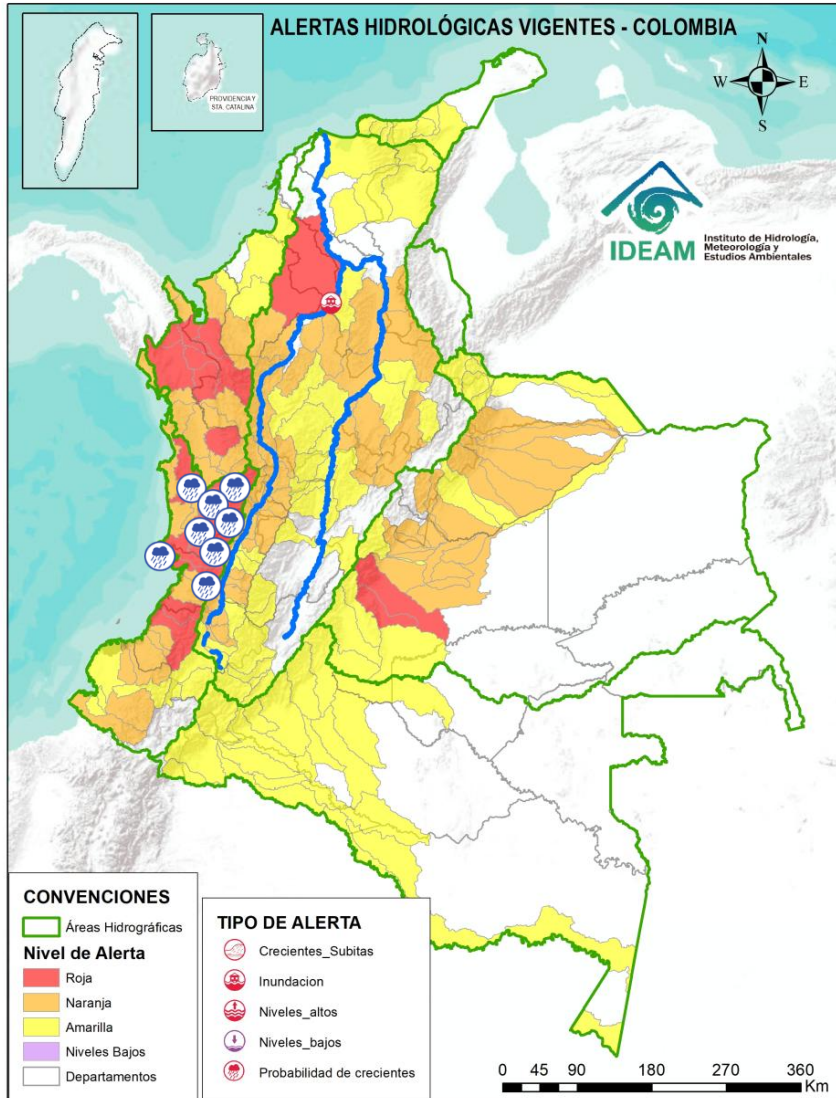 ALERTAS HIDROLÓGICAS VIGENTES - COLOMBIA
PROVIDENCIA Y
STA. CATALINA
N
W
E
S
IDEAM
Instituto de Hidrología,
Meteorología y
Estudios Ambientales
CONVENCIONES
Áreas Hidrográficas
Nivel de Alerta
Roja
Naranja
Amarilla
Niveles Bajos
Departamentos
TIPO DE ALERTA
Crecientes_Subitas
Inundacion
Niveles_altos
Niveles_bajos
Probabilidad de crecientes
0 45 90 180 270 360
Km